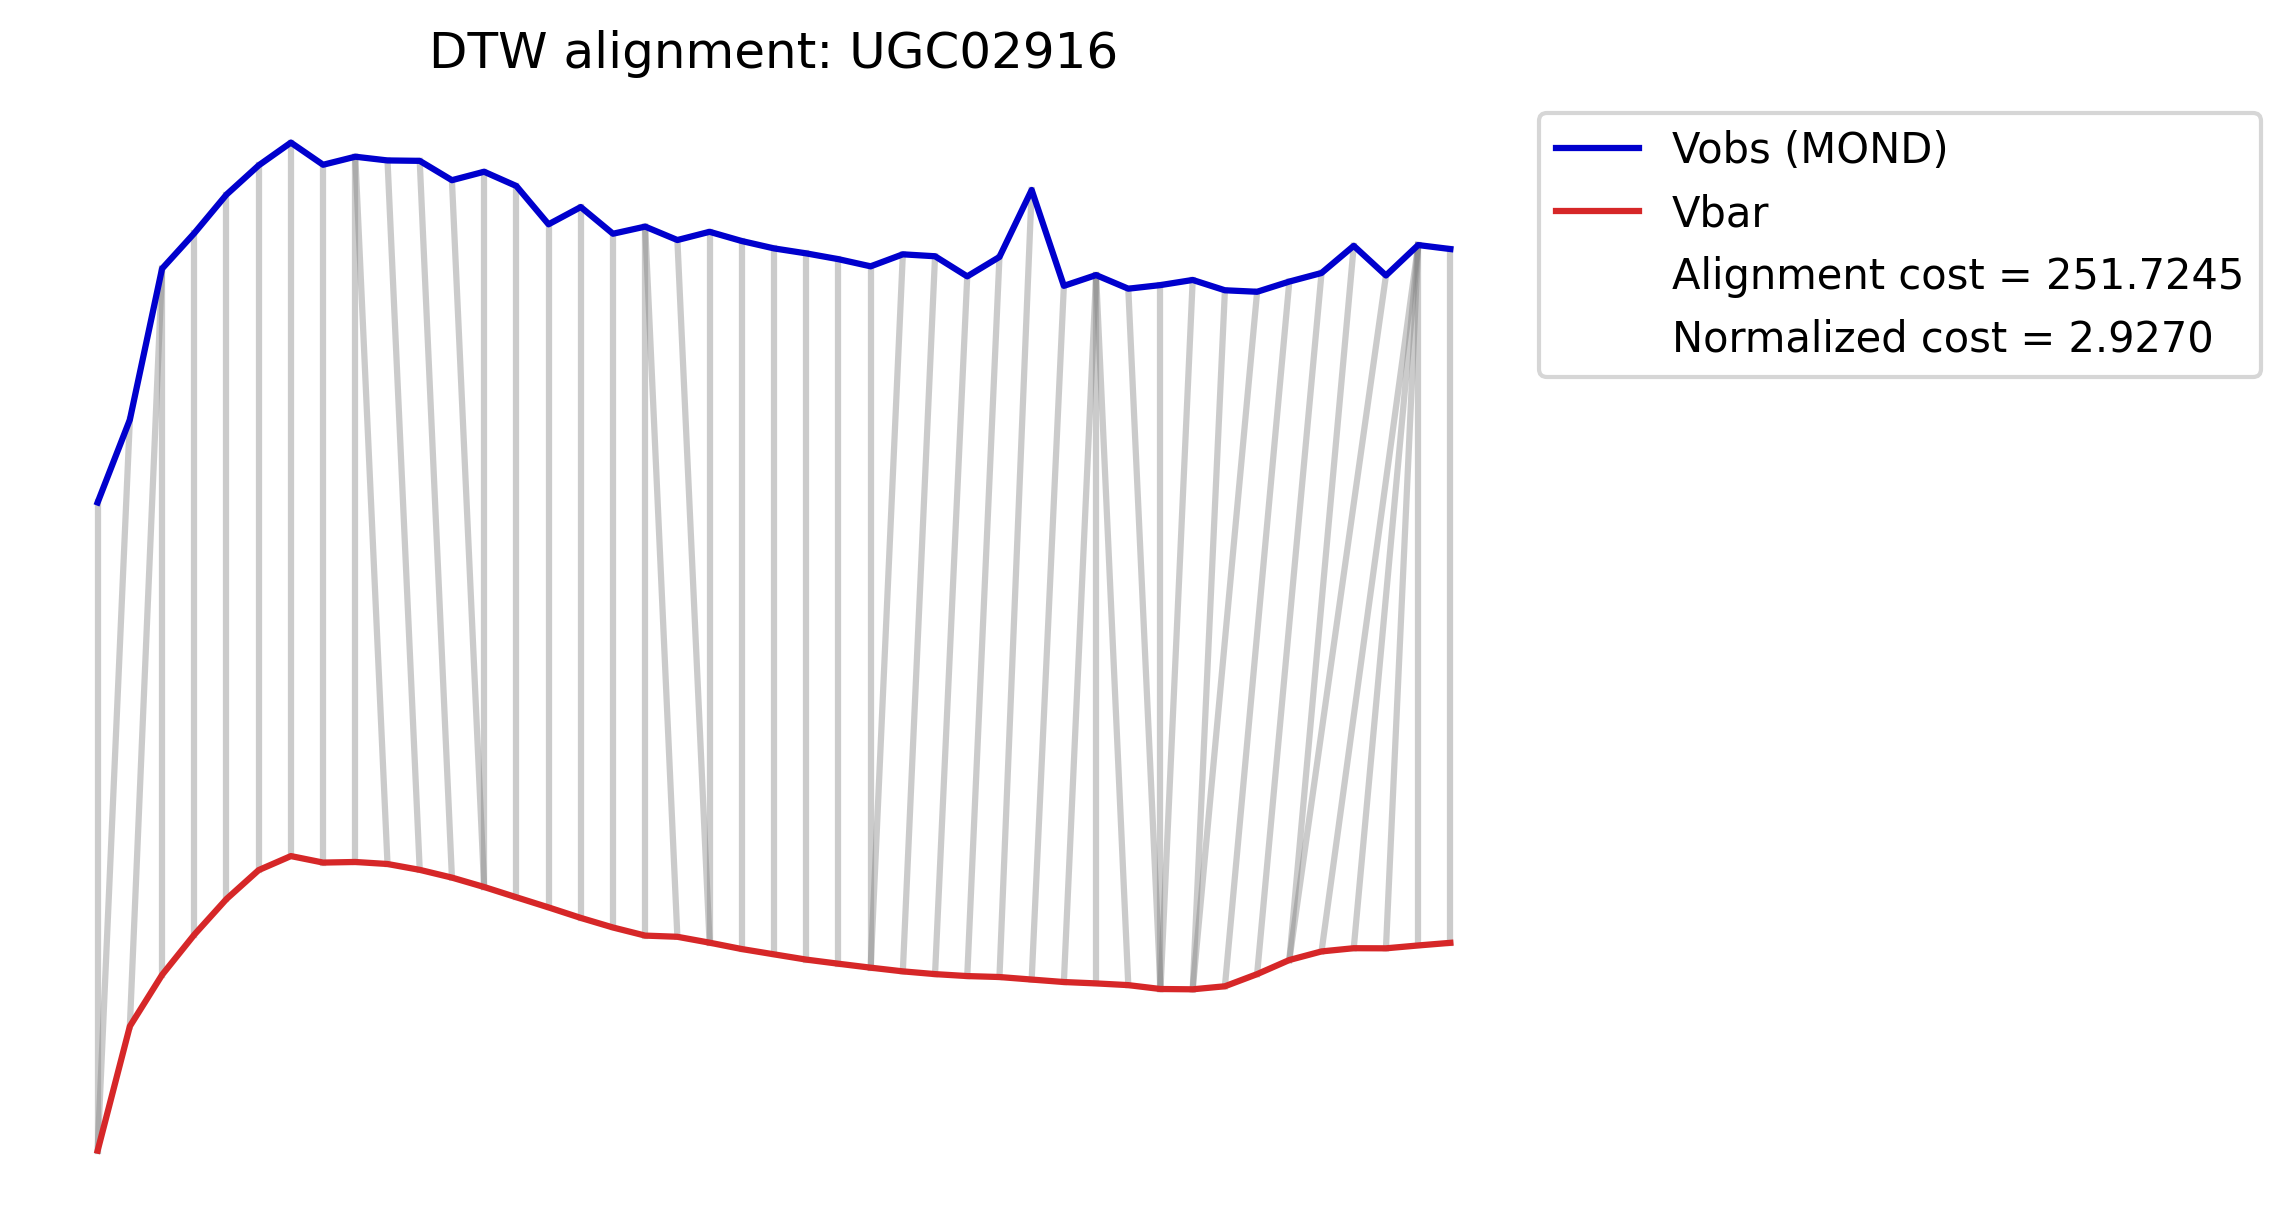 DTW alignment: UGC02916
Vobs (MOND)
Vbar
Alignment cost = 251.7245
Normalized cost = 2.9270